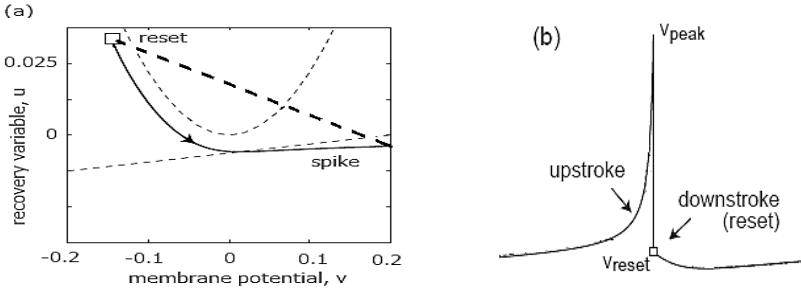 (a)
reset
0.025
0
spike
recovery variable, u
-0.2
-0.1
0
0.1
0.2
membrane potential, v
(b)
Vpeak
upstroke
downstroke
(reset)
Vreset